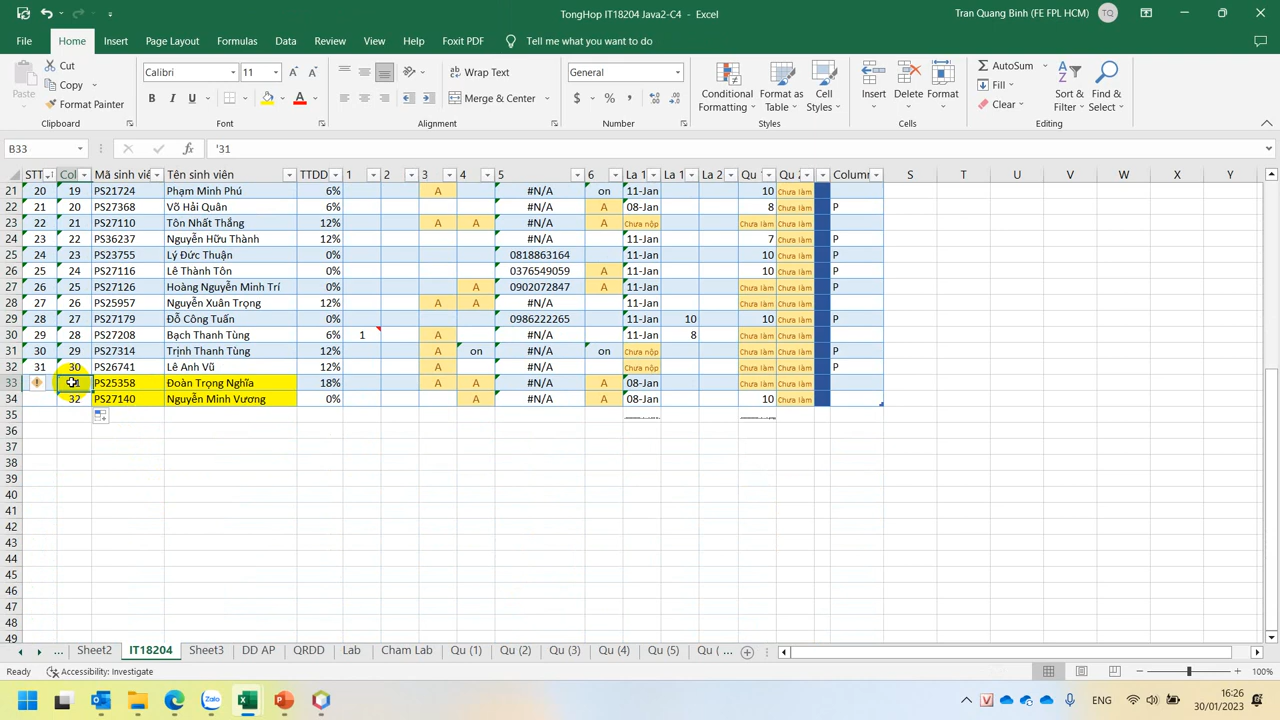 TongHop IT18204 Java2-C4 - Excel
Tran Quang Binh (FE FPL HCM)
TQ
File Home Insert Page Layout Formulas Data Review View Help Foxit PDF Tell me what you want to do
Paste Cut Copy Format Painter
Clipboard
Calibri 11 B I U A
Font
Wrap Text Merge & Center
Alignment
General $ % ,
Number
Conditional Formatting Format as Table Cell Styles
Styles
Insert Delete Format
Cells
AutoSum Fill Clear Sort & Filter Find & Select
Editing
B33 fx '31
STT Col Mã sinh viê Tên sinh viên TTDD 1 2 3 4 5 6 La 1 La 1 La 2 Qu Qu Column S T U V W X Y
21 20 19 PS21724 Phạm Minh Phú 6% A #N/A on 11-Jan 10 Chưa làm
22 21 20 PS27368 Võ Hải Quân 6% #N/A A 08-Jan 8 Chưa làm P
23 22 21 PS27110 Tôn Nhất Thắng 12% A A #N/A A Chưa nộp Chưa làm Chưa làm
24 23 22 PS36237 Nguyễn Hữu Thành 12% #N/A 11-Jan 7 Chưa làm P
25 24 23 PS23755 Lý Đức Thuận 0% 0818863164 11-Jan 10 Chưa làm
26 25 24 PS27116 Lê Thành Tôn 0% 0376549059 A 11-Jan 10 Chưa làm P
27 26 25 PS27126 Hoàng Nguyễn Minh Trí 0% A 0902072847 A 11-Jan Chưa làm Chưa làm P
28 27 26 PS25957 Nguyễn Xuân Trọng 12% A A #N/A 11-Jan Chưa làm Chưa làm
29 28 27 PS27179 Đỗ Công Tuấn 0% 0986222265 11-Jan 10 10 Chưa làm P
30 29 28 PS27208 Bạch Thanh Tùng 6% 1 A #N/A 11-Jan 8 Chưa làm Chưa làm
31 30 29 PS27314 Trịnh Thanh Tùng 12% A on #N/A on Chưa nộp Chưa làm Chưa làm P
32 31 30 PS26741 Lê Anh Vũ 12% A #N/A Chưa nộp Chưa làm Chưa làm P
33 PS25358 Đoàn Trọng Nghĩa 18% A A #N/A A 08-Jan Chưa làm Chưa làm
34 32 PS27140 Nguyễn Minh Vương 0% A #N/A A 08-Jan 10 Chưa làm
35
36
37
38
39
40
41
42
43
44
45
46
47
48
49
... Sheet2 IT18204 Sheet3 DD AP QRDD Lab Cham Lab Qu (1) Qu (2) Qu (3) Qu (4) Qu (5) Qu ( ...
Ready Accessibility: Investigate 100%
Zalo ENG 16:26
30/01/2023